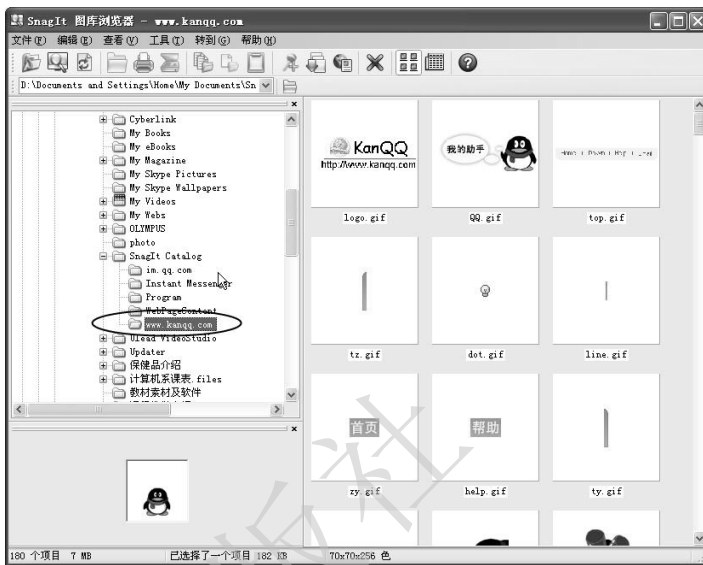 SnagIt 图库浏览器 - www.kanqq.com
文件(F) 编辑(E) 查看(V) 工具(T) 转到(G) 帮助(H)
D:\Documents and Settings\Home\My Documents\Sn
Cyberlink
My Books
My eBooks
My Magazine
My Skype Pictures
My Skype Wallpapers
My Videos
My Webs
OLYMPUS
photo
SnagIt Catalog
im.qq.com
Instant Messenger
Program
WebPageContent
www.kanqq.com
Ulead VideoStudio
Updater
保健品介绍
计算机系课表.files
教材素材及软件
KanQQ
http://www.kanqq.com
logo.gif
我的助手
QQ.gif
top.gif
tz.gif
dot.gif
line.gif
首页
zy.gif
帮助
help.gif
ty.gif
180 个项目 7 MB 已选择了一个项目 182 KB 70x70x256 色
版社